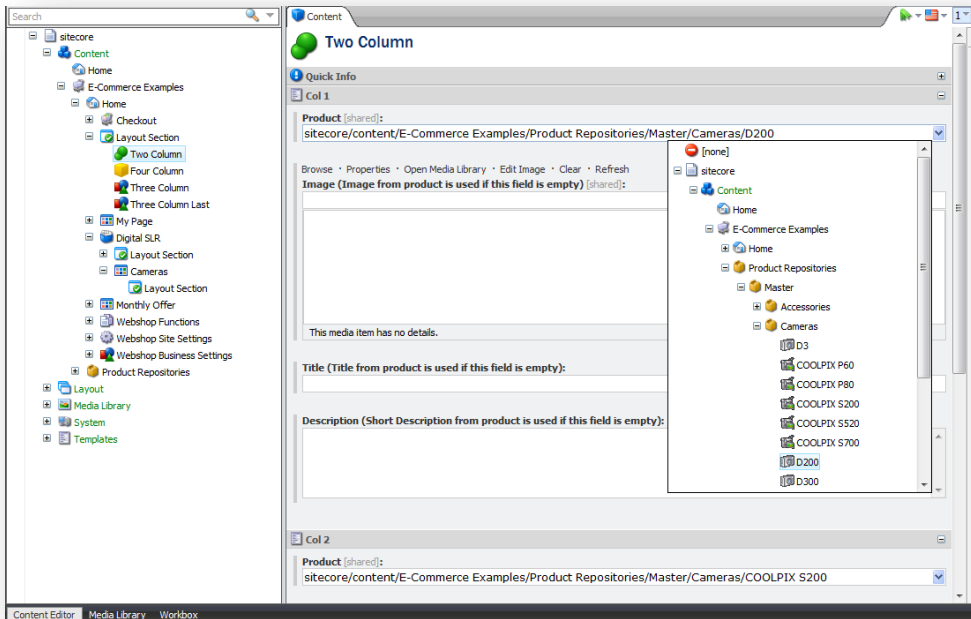 Search
sitecore
Content
Home
E-Commerce Examples
Home
Checkout
Layout Section
Two Column
Four Column
Three Column
Three Column Last
My Page
Digital SLR
Layout Section
Cameras
Layout Section
Monthly Offer
Webshop Functions
Webshop Site Settings
Webshop Business Settings
Product Repositories
Layout
Media Library
System
Templates
Content
1
Two Column
Quick Info
Col 1
Product [shared]:
sitecore/content/E-Commerce Examples/Product Repositories/Master/Cameras/D200
Browse · Properties · Open Media Library · Edit Image · Clear · Refresh
Image (Image from product is used if this field is empty) [shared]:
This media item has no details.
Title (Title from product is used if this field is empty):
Description (Short Description from product is used if this field is empty):
[none]
sitecore
Content
Home
E-Commerce Examples
Home
Product Repositories
Master
Accessories
Cameras
D3
COOLPIX P60
COOLPIX P80
COOLPIX S200
COOLPIX S520
COOLPIX S700
D200
D300
Col 2
Product [shared]:
sitecore/content/E-Commerce Examples/Product Repositories/Master/Cameras/COOLPIX S200
Content Editor Media Library Workbox